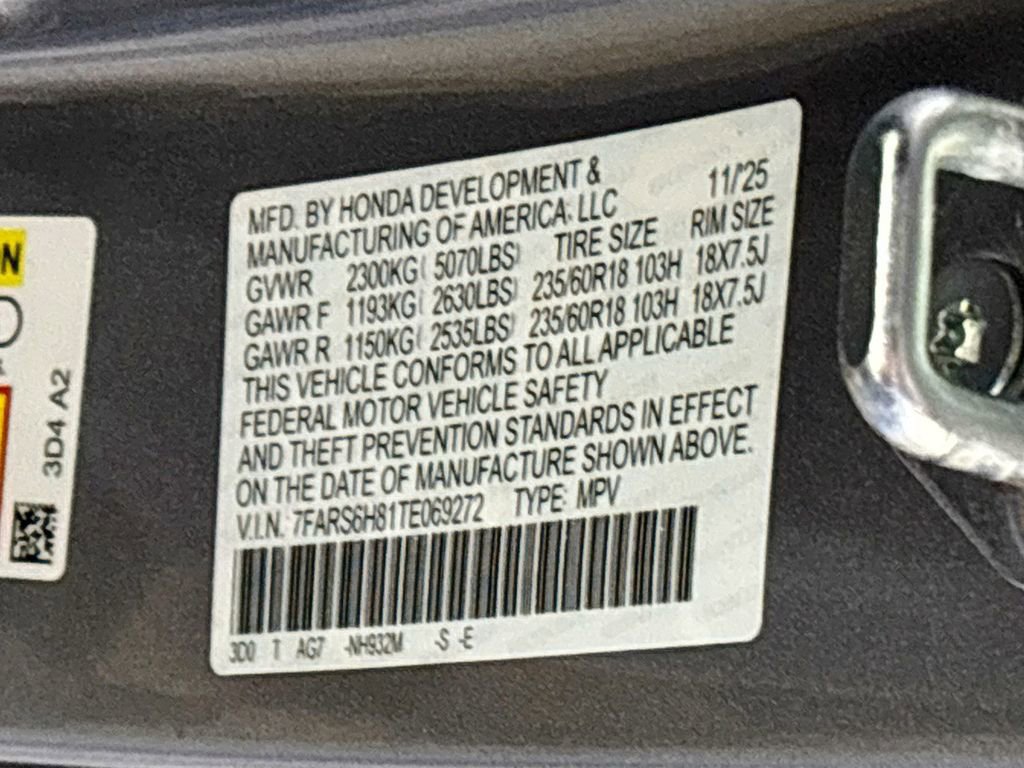 MFD. BY HONDA DEVELOPMENT &
MANUFACTURING OF AMERICA, LLC 11/'25
GVWR 2300KG( 5070LBS) TIRE SIZE RIM SIZE
GAWR F 1193KG( 2630LBS) 235/60R18 103H 18X7.5J
GAWR R 1150KG( 2535LBS) 235/60R18 103H 18X7.5J
THIS VEHICLE CONFORMS TO ALL APPLICABLE
FEDERAL MOTOR VEHICLE SAFETY
AND THEFT PREVENTION STANDARDS IN EFFECT
ON THE DATE OF MANUFACTURE SHOWN ABOVE.
V.I.N. 7FARS6H81TE069272 TYPE: MPV
3D0 T AG7 -NH932M -S -E
N
3D4 A2